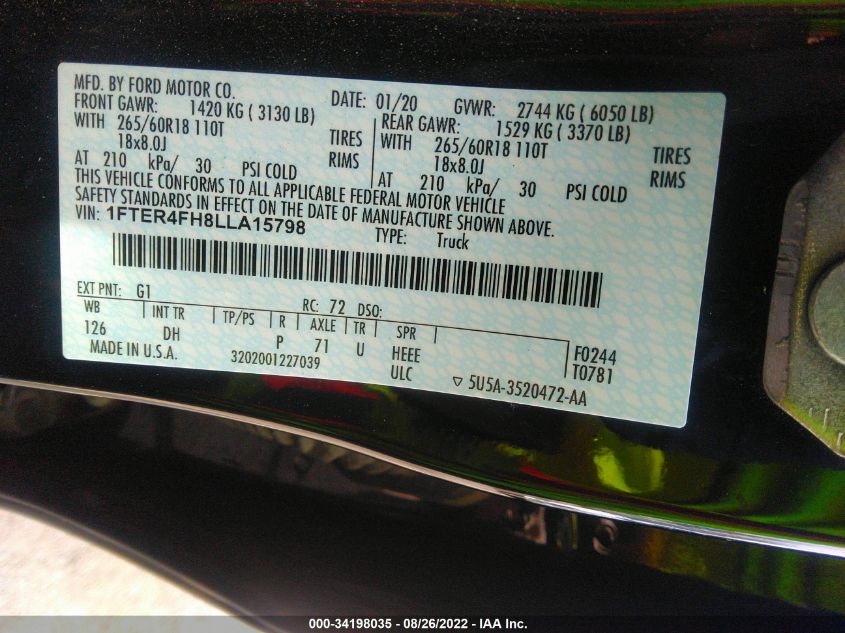 MFD. BY FORD MOTOR CO. DATE: 01/20 GVWR: 2744 KG ( 6050 LB)
FRONT GAWR: 1420 KG ( 3130 LB) REAR GAWR: 1529 KG ( 3370 LB)
WITH 265/60R18 110T TIRES WITH 265/60R18 110T TIRES
18x8.0J RIMS 18x8.0J RIMS
AT 210 kPa/ 30 PSI COLD AT 210 kPa/ 30 PSI COLD
THIS VEHICLE CONFORMS TO ALL APPLICABLE FEDERAL MOTOR VEHICLE
SAFETY STANDARDS IN EFFECT ON THE DATE OF MANUFACTURE SHOWN ABOVE.
VIN: 1FTER4FH8LLA15798 TYPE: Truck
EXT PNT: G1 RC: 72 DSO:
WB INT TR TP/PS R AXLE TR SPR F0244
126 DH P 71 U HEEE T0781
MADE IN U.S.A. 3202001227039 ULC ▽ 5U5A-3520472-AA
000-34198035 - 08/26/2022 - IAA Inc.